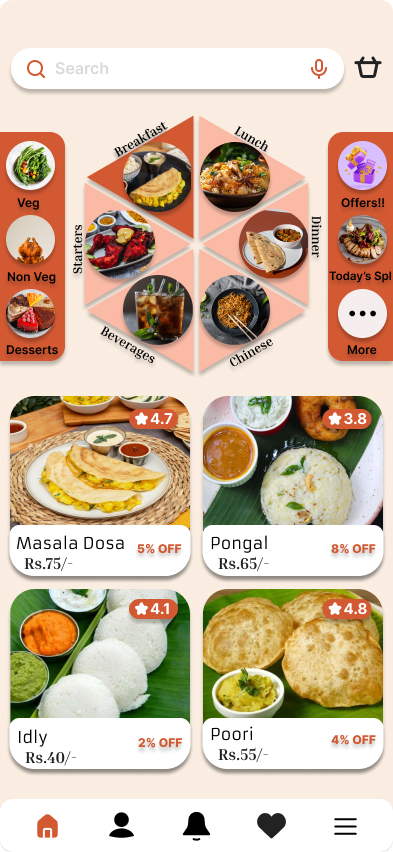 Search
Breakfast
Lunch
Starters
Dinner
Beverages
Chinese
Veg
Non Veg
Desserts
Offers!!
Today's Spl
More
4.7
Masala Dosa
5% OFF
Rs.75/-
3.8
Pongal
8% OFF
Rs.65/-
4.1
Idly
2% OFF
Rs.40/-
4.8
Poori
4% OFF
Rs.55/-